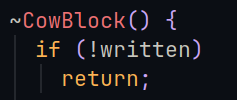 ~CowBlock() {
if (!written)
return;